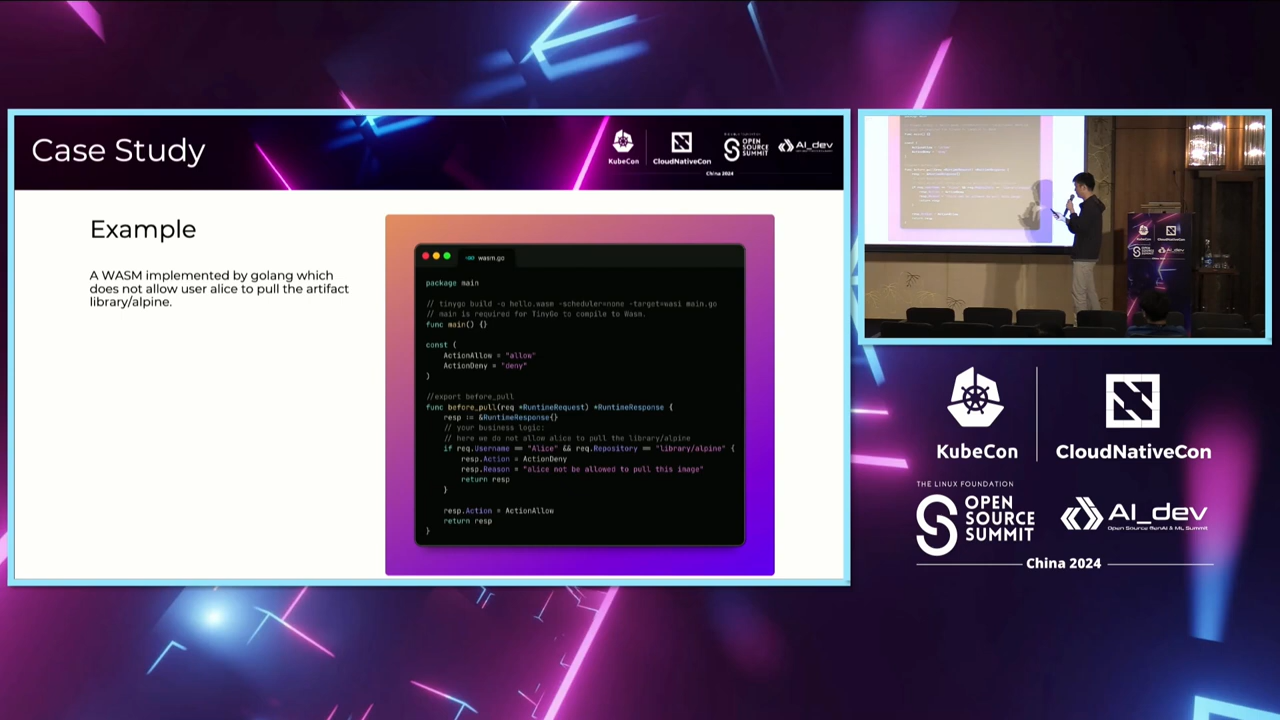 Case Study
KubeCon
CloudNativeCon
THE LINUX FOUNDATION
OPEN
SOURCE
SUMMIT
AI_dev
China 2024
Example
A WASM implemented by golang which
does not allow user alice to pull the artifact
library/alpine.
wasm.go
package main
// tinygo build -o hello.wasm -scheduler=none -target=wasi main.go
// main is required for TinyGo to compile to Wasm.
func main() {}
const (
ActionAllow = "allow"
ActionDeny = "deny"
)
//export before_pull
func before_pull(req *RuntimeRequest) *RuntimeResponse {
resp := &RuntimeResponse{}
// your business logic:
// here we do not allow alice to pull the library/alpine
if req.Username == "Alice" && req.Repository == "library/alpine" {
resp.Action = ActionDeny
resp.Reason = "alice not be allowed to pull this image"
return resp
}
resp.Action = ActionAllow
return resp
}
KubeCon
CloudNativeCon
THE LINUX FOUNDATION
OPEN
SOURCE
SUMMIT
AI_dev
Open Source GenAI & ML Summit
China 2024